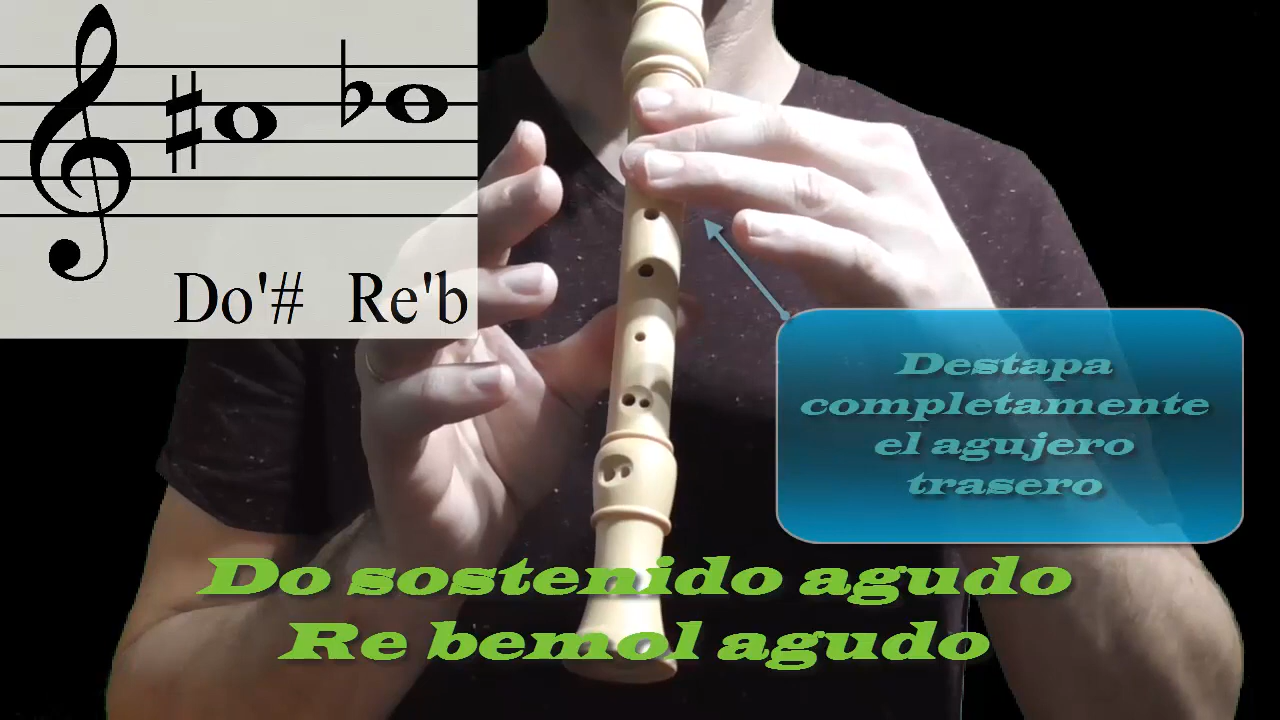 Do'# Re'b
Destapa
completamente
el agujero
trasero
Do sostenido agudo
Re bemol agudo